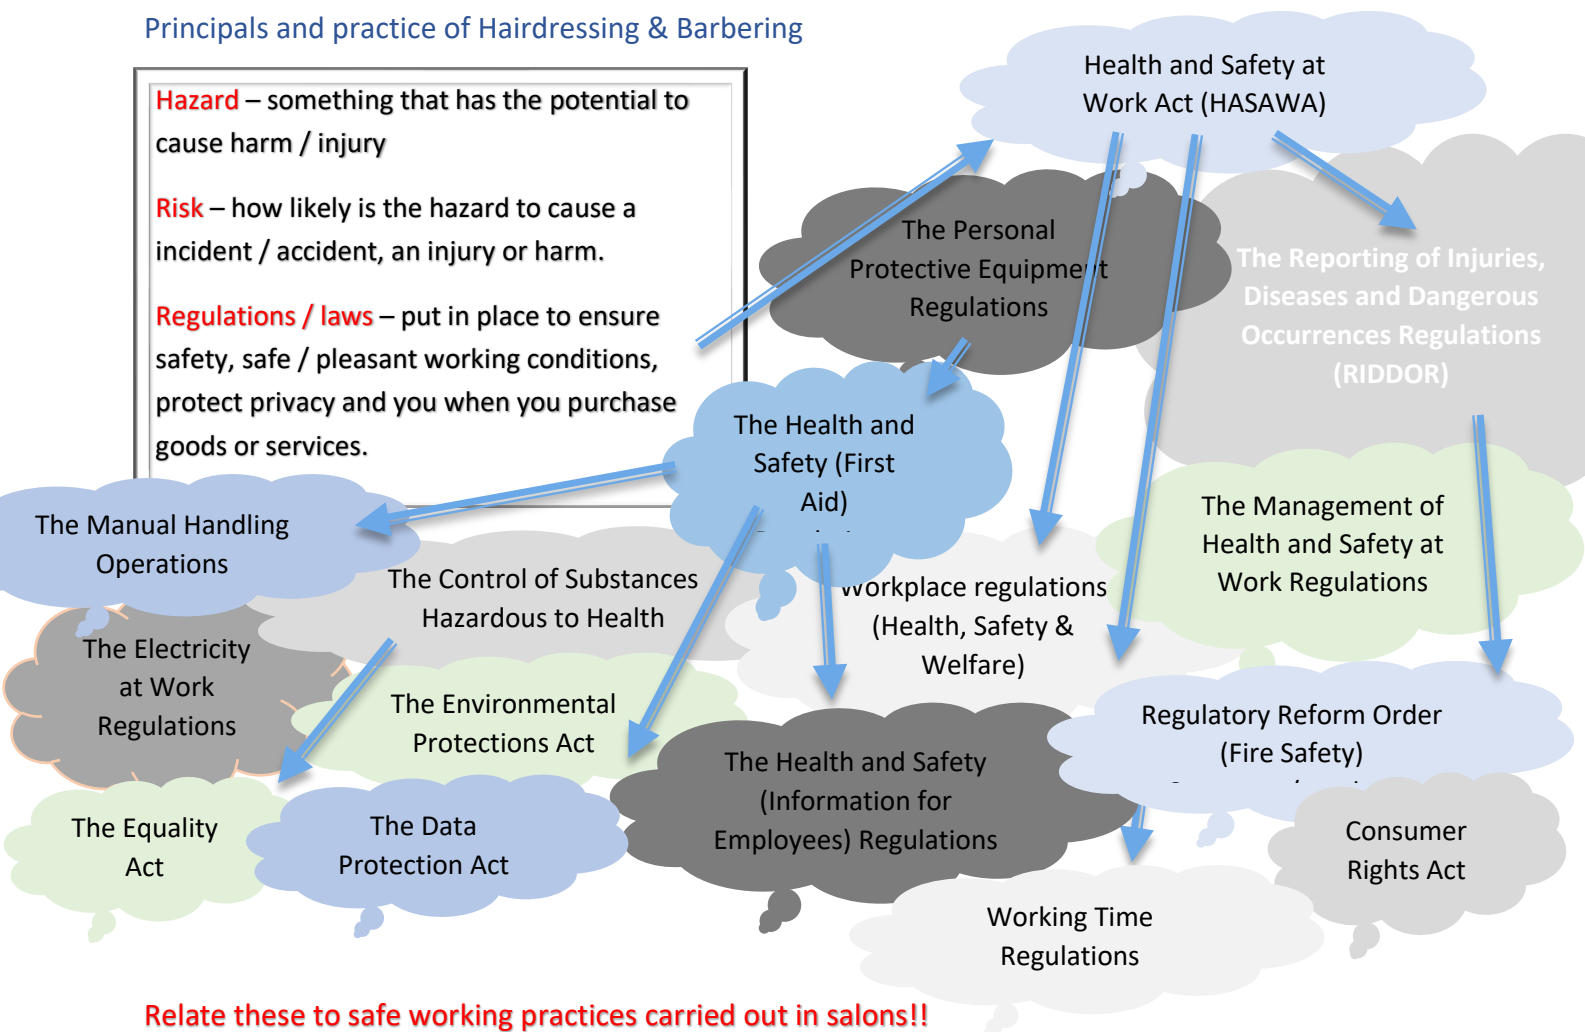 Principals and practice of Hairdressing & Barbering
Hazard – something that has the potential to
cause harm / injury
Risk – how likely is the hazard to cause a
incident / accident, an injury or harm.
Regulations / laws – put in place to ensure
safety, safe / pleasant working conditions,
protect privacy and you when you purchase
goods or services.
Health and Safety at
Work Act (HASAWA)
The Personal
Protective Equipment
Regulations
The Reporting of Injuries,
Diseases and Dangerous
Occurrences Regulations
(RIDDOR)
The Health and
Safety (First
Aid)
The Manual Handling
Operations
The Control of Substances
Hazardous to Health
Workplace regulations
(Health, Safety &
Welfare)
The Management of
Health and Safety at
Work Regulations
The Electricity
at Work
Regulations
The Environmental
Protections Act
The Health and Safety
(Information for
Employees) Regulations
Regulatory Reform Order
(Fire Safety)
The Equality
Act
The Data
Protection Act
Consumer
Rights Act
Working Time
Regulations
Relate these to safe working practices carried out in salons!!